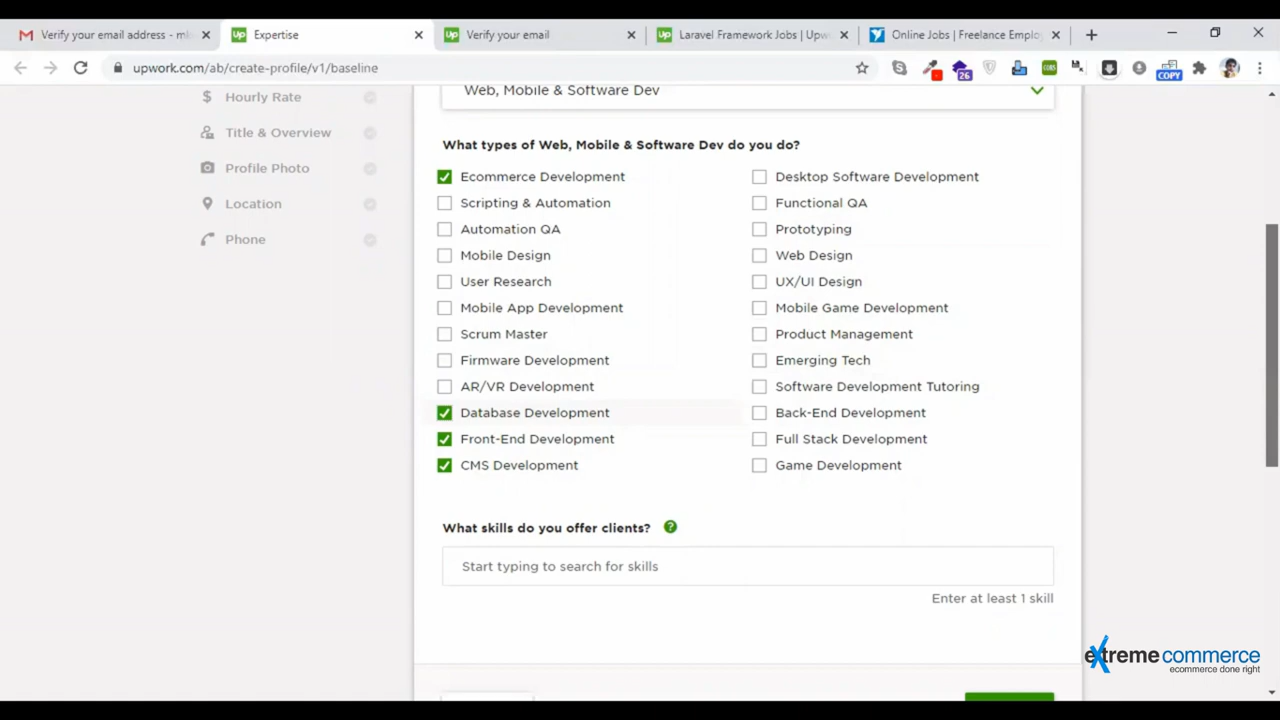 Verify your email address - m
Expertise
Verify your email
Laravel Framework Jobs | Upw
Online Jobs | Freelance Emplo
upwork.com/ab/create-profile/v1/baseline
26
CORS
COPY
$ Hourly Rate
Title & Overview
Profile Photo
Location
Phone
Web, Mobile & Software Dev
What types of Web, Mobile & Software Dev do you do?
Ecommerce Development
Desktop Software Development
Scripting & Automation
Functional QA
Automation QA
Prototyping
Mobile Design
Web Design
User Research
UX/UI Design
Mobile App Development
Mobile Game Development
Scrum Master
Product Management
Firmware Development
Emerging Tech
AR/VR Development
Software Development Tutoring
Database Development
Back-End Development
Front-End Development
Full Stack Development
CMS Development
Game Development
What skills do you offer clients?
Start typing to search for skills
Enter at least 1 skill
extreme commerce
ecommerce done right